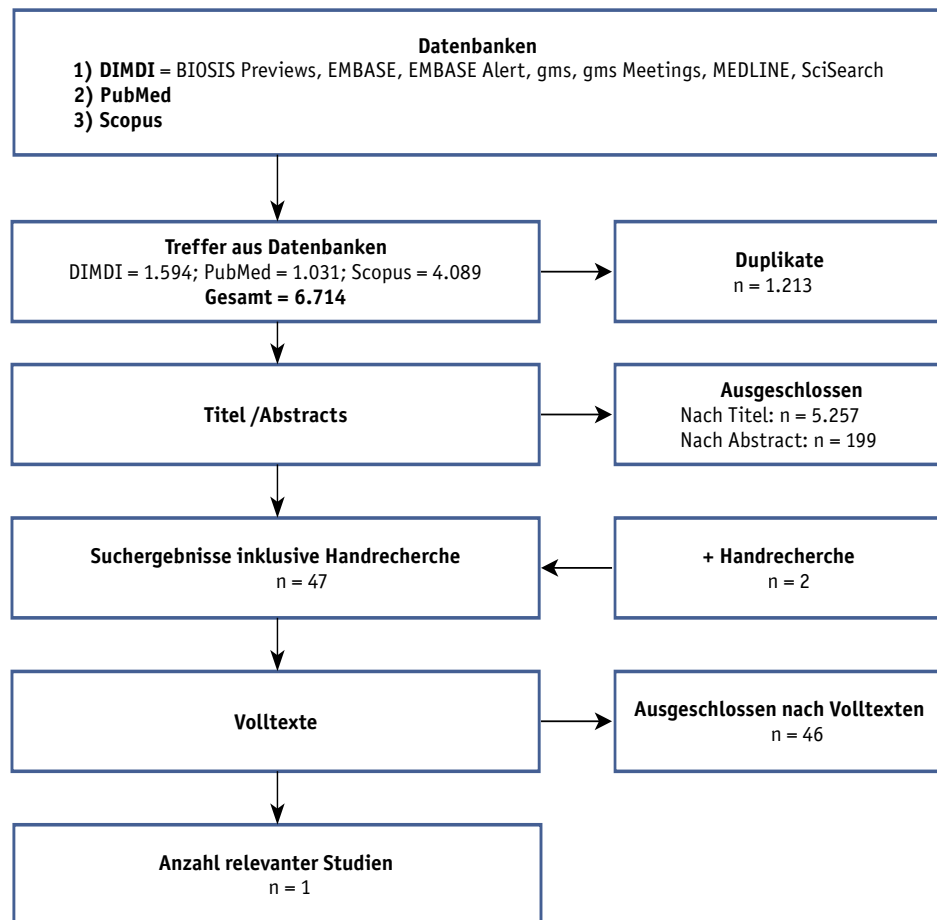 Datenbanken
1) DIMDI = BIOSIS Previews, EMBASE, EMBASE Alert, gms, gms Meetings, MEDLINE, SciSearch
2) PubMed
3) Scopus
Treffer aus Datenbanken
DIMDI = 1.594; PubMed = 1.031; Scopus = 4.089
Gesamt = 6.714
Duplikate
n = 1.213
Titel /Abstracts
Ausgeschlossen
Nach Titel: n = 5.257
Nach Abstract: n = 199
Suchergebnisse inklusive Handrecherche
n = 47
+ Handrecherche
n = 2
Volltexte
Ausgeschlossen nach Volltexten
n = 46
Anzahl relevanter Studien
n = 1